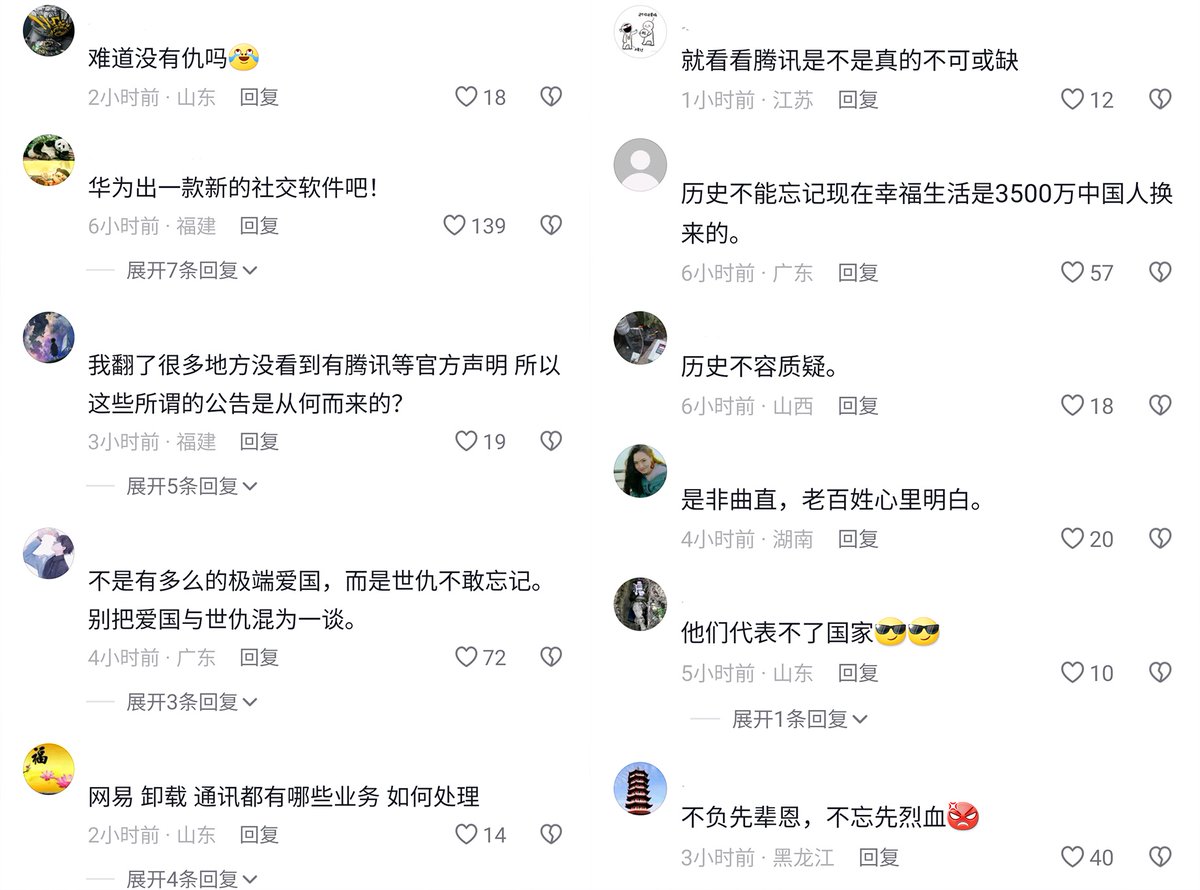 难道没有仇吗😂
2小时前 · 山东 回复 18
华为出一款新的社交软件吧！
6小时前 · 福建 回复 139
展开7条回复
我翻了很多地方没看到有腾讯等官方声明 所以
这些所谓的公告是从何而来的？
3小时前 · 福建 回复 19
展开5条回复
不是有多么的极端爱国，而是世仇不敢忘记。
别把爱国与世仇混为一谈。
4小时前 · 广东 回复 72
展开3条回复
福
网易 卸载 通讯都有哪些业务 如何处理
2小时前 · 山东 回复 14
展开4条回复
就看看腾讯是不是真的不可或缺
1小时前 · 江苏 回复 12
历史不能忘记现在幸福生活是3500万中国人换
来的。
6小时前 · 广东 回复 57
历史不容质疑。
6小时前 · 山西 回复 18
是非曲直，老百姓心里明白。
4小时前 · 湖南 回复 20
他们代表不了国家😎😎
5小时前 · 山东 回复 10
展开1条回复
不负先辈恩，不忘先烈血😡
3小时前 · 黑龙江 回复 40